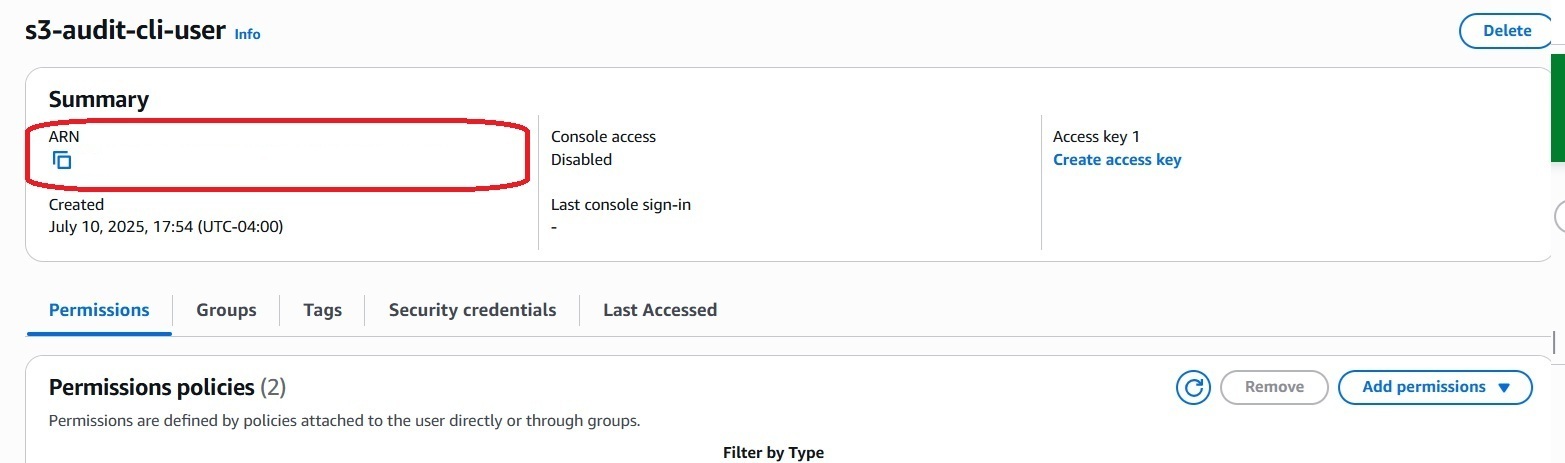 s3-audit-cli-user Info
Delete
Summary
ARN
Console access
Disabled
Access key 1
Create access key
Created
July 10, 2025, 17:54 (UTC-04:00)
Last console sign-in
-
Permissions
Groups
Tags
Security credentials
Last Accessed
Permissions policies (2)
Remove
Add permissions
Permissions are defined by policies attached to the user directly or through groups.
Filter by Type